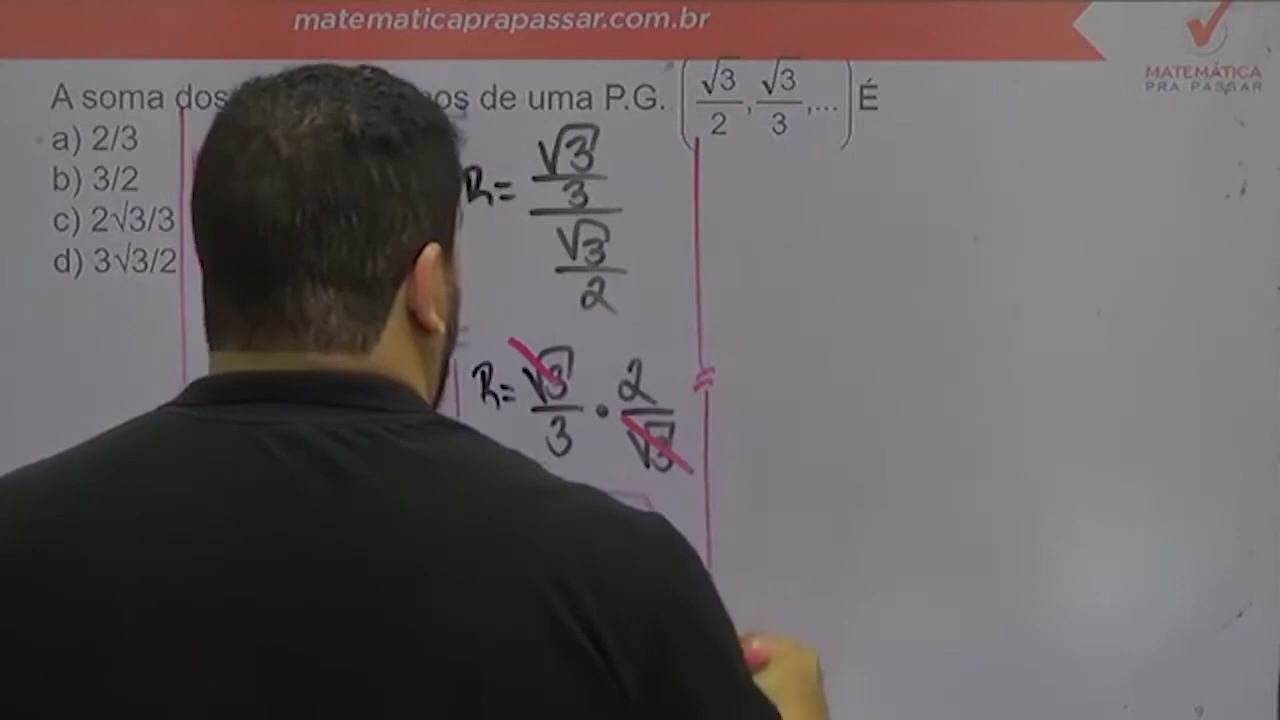 matematicaprapassar.com.br
MATEMÁTICA
PRA PASSAR
A soma dos de uma P.G. (√3/2, √3/3, ...) É
a) 2/3
b) 3/2
c) 2√3/3
d) 3√3/2
R = √3/3 / √3/2
R = √3/3 • 2/√3